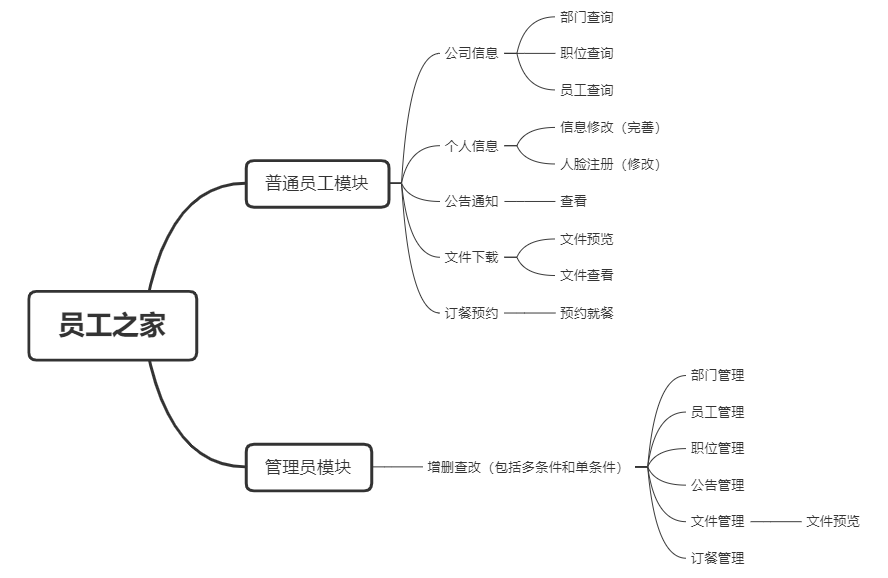 员工之家
普通员工模块
公司信息
部门查询
职位查询
员工查询
个人信息
信息修改（完善）
人脸注册（修改）
公告通知
查看
文件下载
文件预览
文件查看
订餐预约
预约就餐
管理员模块
增删查改（包括多条件和单条件）
部门管理
员工管理
职位管理
公告管理
文件管理
文件预览
订餐管理